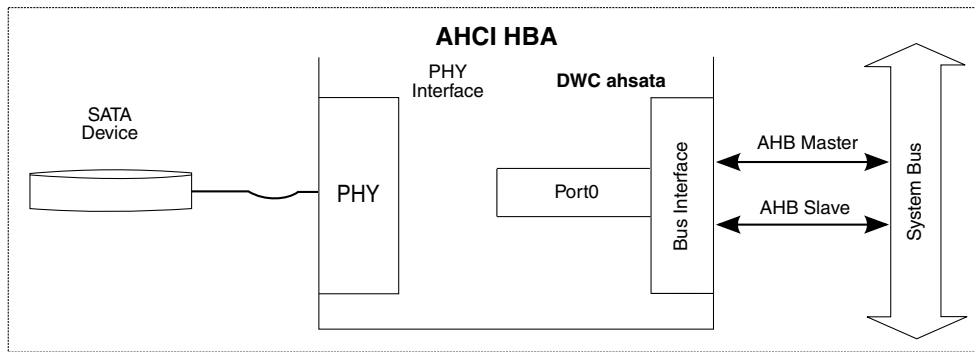 AHCI HBA
PHY
Interface
DWC ahsata
SATA
Device
PHY
Port0
Bus Interface
AHB Master
AHB Slave
System Bus